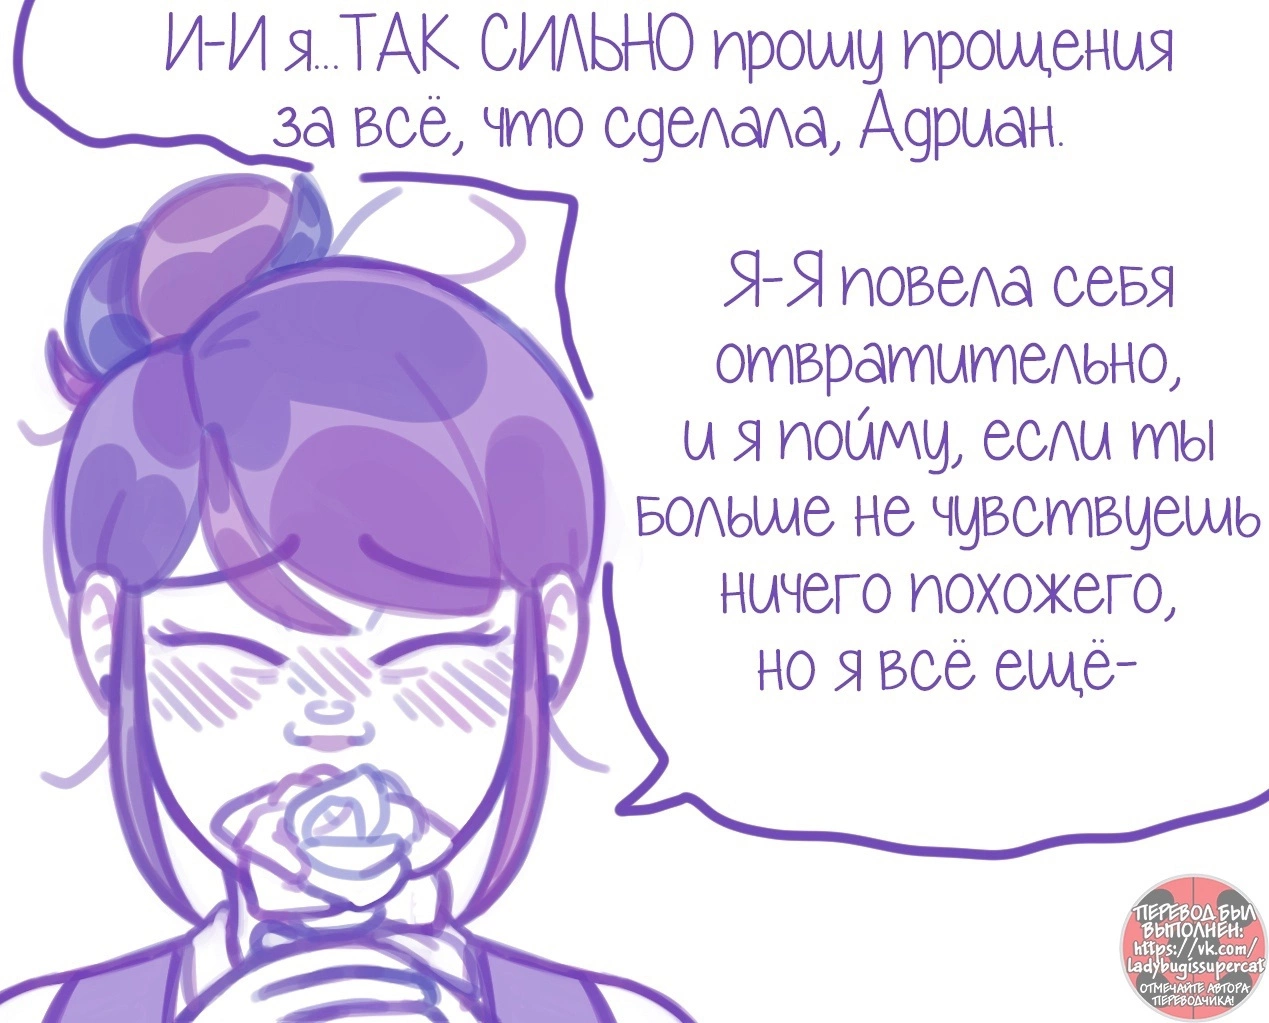 И-И я...ТАК СИЛЬНО прошу прощения
за всё, что сделала, Адриан.
Я-Я повела себя
отвратительно,
и я пойму, если ты
больше не чувствуешь
ничего похожего,
но я всё ещё-
ПЕРЕВОД БЫЛ
ВЫПОЛНЕН:
https://vk.com/
ladybugissupercat
ОТМЕЧАЙТЕ АВТОРА
ПЕРЕВОДЧИКА!